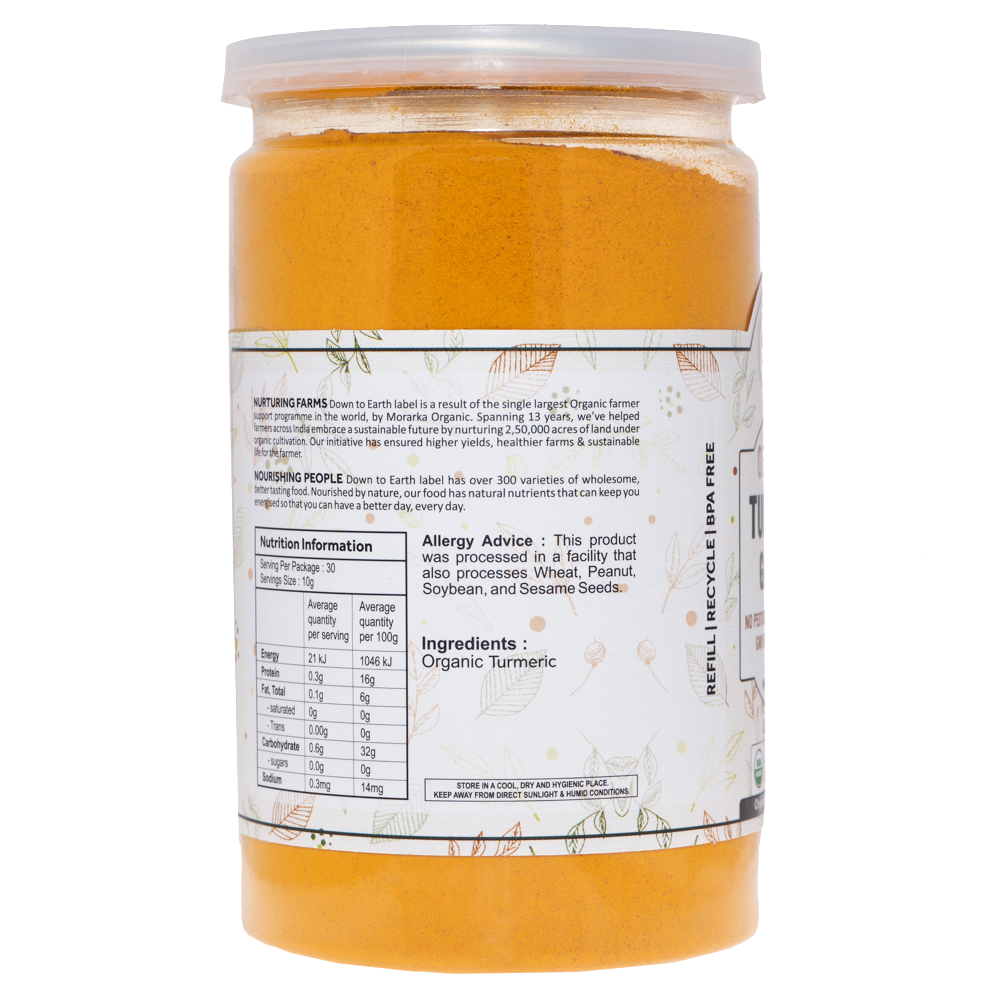 NURTURING FARMS Down to Earth label is a result of the single largest Organic farmer
support programme in the world, by Morarka Organic. Spanning 13 years, we've helped
farmers across India embrace a sustainable future by nurturing 2,50,000 acres of land under
organic cultivation. Our initiative has ensured higher yields, healthier farms & sustainable
life for the farmer.
NOURISHING PEOPLE Down to Earth label has over 300 varieties of wholesome,
better tasting food. Nourished by nature, our food has natural nutrients that can keep you
energised so that you can have a better day, every day.
Nutrition Information
Serving Per Package : 30
Servings Size : 10g
Average quantity per serving
Average quantity per 100g
Energy 21 kJ 1046 kJ
Protein 0.3g 16g
Fat, Total 0.1g 6g
- saturated 0g 0g
- Trans 0.00g 0g
Carbohydrate 0.6g 32g
- sugars 0.0g 0g
Sodium 0.3mg 14mg
Allergy Advice : This product
was processed in a facility that
also processes Wheat, Peanut,
Soybean, and Sesame Seeds.
Ingredients :
Organic Turmeric
STORE IN A COOL, DRY AND HYGIENIC PLACE.
KEEP AWAY FROM DIRECT SUNLIGHT & HUMID CONDITIONS.
REFILL | RECYCLE | BPA FREE
TU
NO PEST